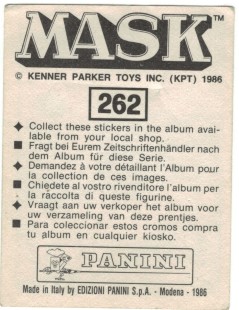 MASK™
© KENNER PARKER TOYS INC. (KPT) 1986
262
Collect these stickers in the album avai-
lable from your local shop.
Fragt bei Eurem Zeitschriftenhändler nach
dem Album für diese Serie.
Demandez à votre détaillant l'Album pour
la collection de ces images.
Chiedete al vostro rivenditore l'album per
la raccolta di queste figurine.
Vraagt aan uw verkoper het album voor
uw verzameling van deze prentjes.
Para coleccionar estos cromos compra
tu album en cualquier kiosko.
PANINI
Made in Italy by EDIZIONI PANINI S.p.A. - Modena - 1986